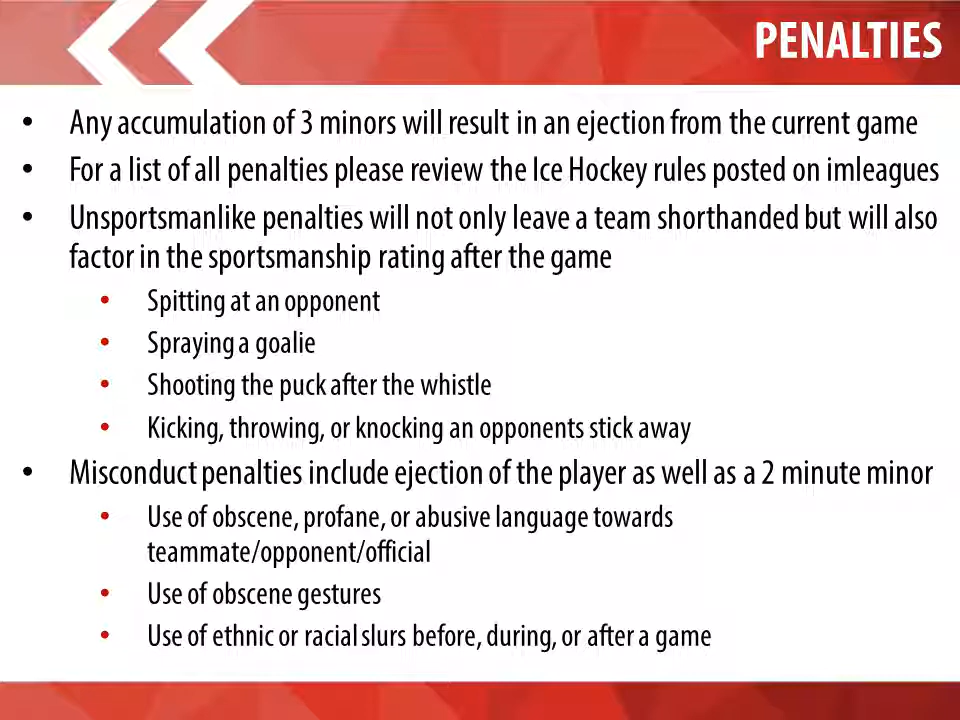 PENALTIES
• Any accumulation of 3 minors will result in an ejection from the current game
• For a list of all penalties please review the Ice Hockey rules posted on imleagues
• Unsportsmanlike penalties will not only leave a team shorthanded but will also
factor in the sportsmanship rating after the game
• Spitting at an opponent
• Spraying a goalie
• Shooting the puck after the whistle
• Kicking, throwing, or knocking an opponents stick away
• Misconduct penalties include ejection of the player as well as a 2 minute minor
• Use of obscene, profane, or abusive language towards
teammate/opponent/official
• Use of obscene gestures
• Use of ethnic or racial slurs before, during, or after a game